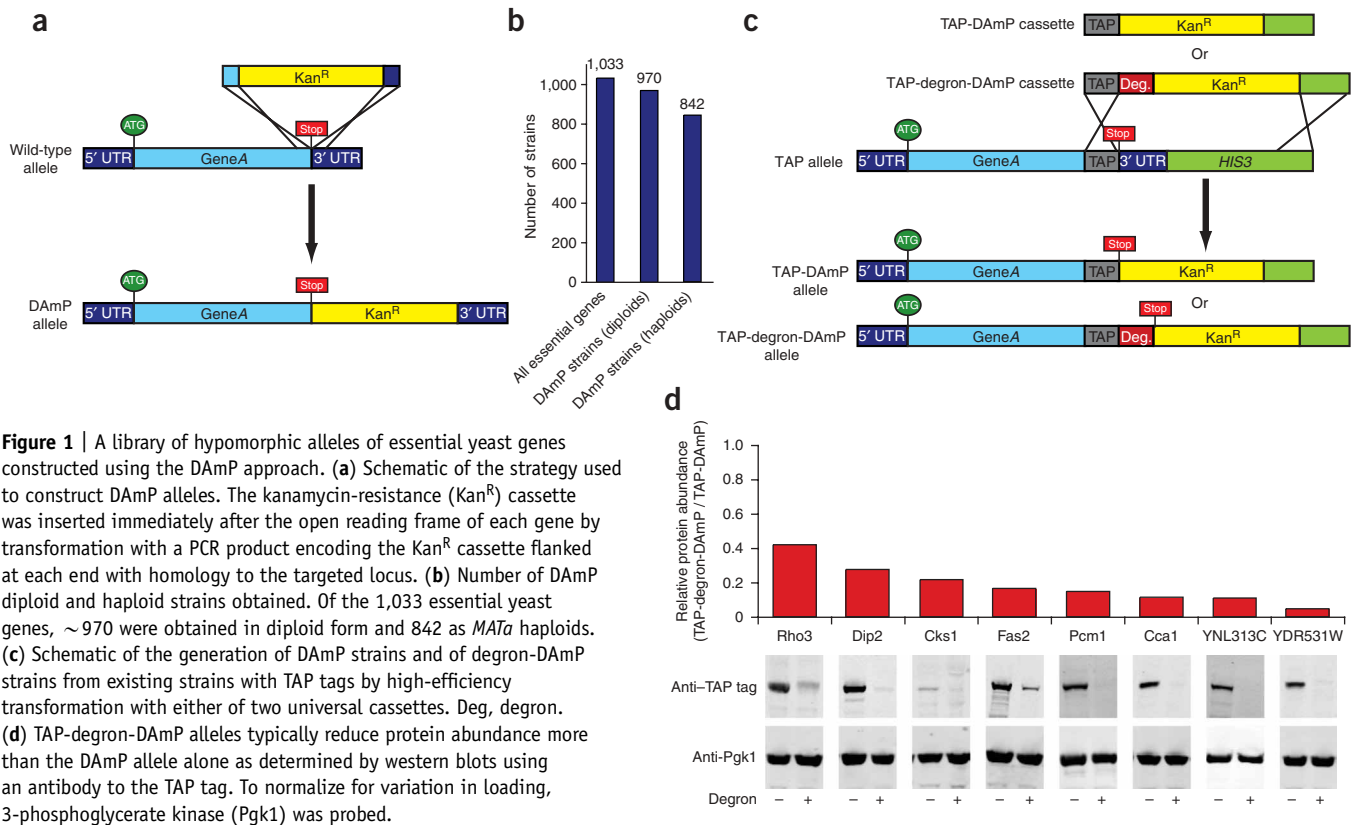 a
Kan^R
ATG
Stop
Wild-type
allele
5′ UTR
GeneA
3′ UTR
ATG
Stop
DAmP
allele
5′ UTR
GeneA
Kan^R
3′ UTR
b
Number of strains
1,000
800
600
400
200
0
1,033
970
842
All essential genes
DAmP strains (diploids)
DAmP strains (haploids)
c
TAP-DAmP cassette
TAP
Kan^R
Or
TAP-degron-DAmP cassette
TAP
Deg.
Kan^R
ATG
Stop
TAP allele
5′ UTR
GeneA
TAP
3′ UTR
HIS3
ATG
Stop
TAP-DAmP
allele
5′ UTR
GeneA
TAP
Kan^R
Or
ATG
Stop
TAP-degron-DAmP
allele
5′ UTR
GeneA
TAP
Deg.
Kan^R
Figure 1 | A library of hypomorphic alleles of essential yeast genes
constructed using the DAmP approach. (a) Schematic of the strategy used
to construct DAmP alleles. The kanamycin-resistance (Kan^R) cassette
was inserted immediately after the open reading frame of each gene by
transformation with a PCR product encoding the Kan^R cassette flanked
at each end with homology to the targeted locus. (b) Number of DAmP
diploid and haploid strains obtained. Of the 1,033 essential yeast
genes, ~970 were obtained in diploid form and 842 as MATa haploids.
(c) Schematic of the generation of DAmP strains and of degron-DAmP
strains from existing strains with TAP tags by high-efficiency
transformation with either of two universal cassettes. Deg, degron.
(d) TAP-degron-DAmP alleles typically reduce protein abundance more
than the DAmP allele alone as determined by western blots using
an antibody to the TAP tag. To normalize for variation in loading,
3-phosphoglycerate kinase (Pgk1) was probed.
d
Relative protein abundance
(TAP-degron-DAmP / TAP-DAmP)
1.0
0.8
0.6
0.4
0.2
0
Rho3 Dip2 Cks1 Fas2 Pcm1 Cca1 YNL313C YDR531W
Anti–TAP tag
Anti-Pgk1
Degron – + – + – + – + – + – + – + – +